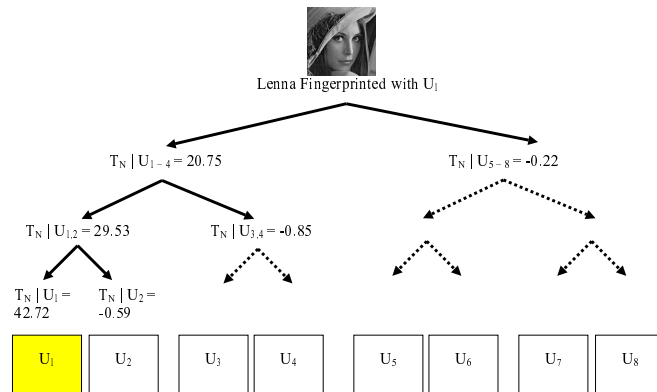 Lenna Fingerprinted with U1
TN | U1 – 4 = 20.75
TN | U5 – 8 = -0.22
TN | U1,2 = 29.53
TN | U3,4 = -0.85
TN | U1 =
42.72
TN | U2 =
-0.59
U1
U2
U3
U4
U5
U6
U7
U8